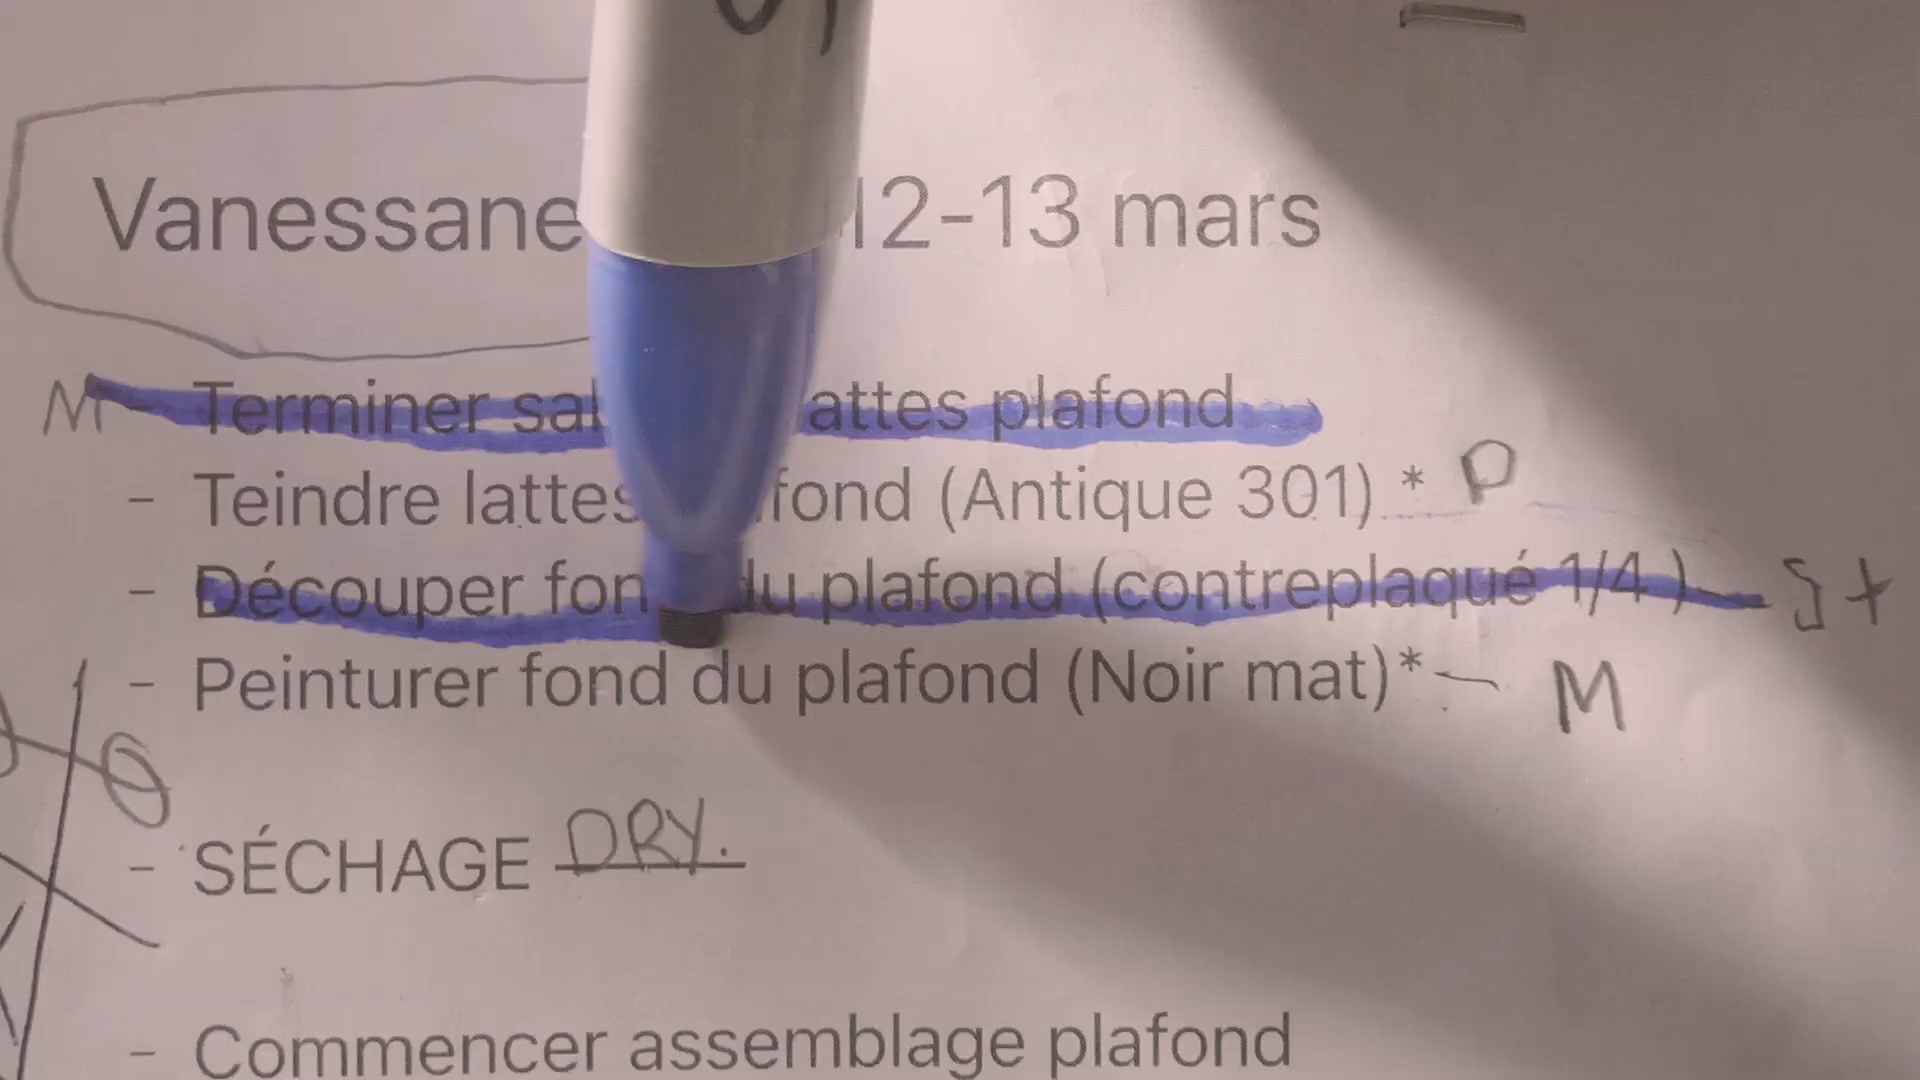 Vanessane 12-13 mars
M - Terminer attes plafond
- Teindre lattes fond (Antique 301) * P
- Découper fon du plafond (contreplaqué 1/4) St
- Peinturer fond du plafond (Noir mat)* M
- SÉCHAGE DRY.
- Commencer assemblage plafond